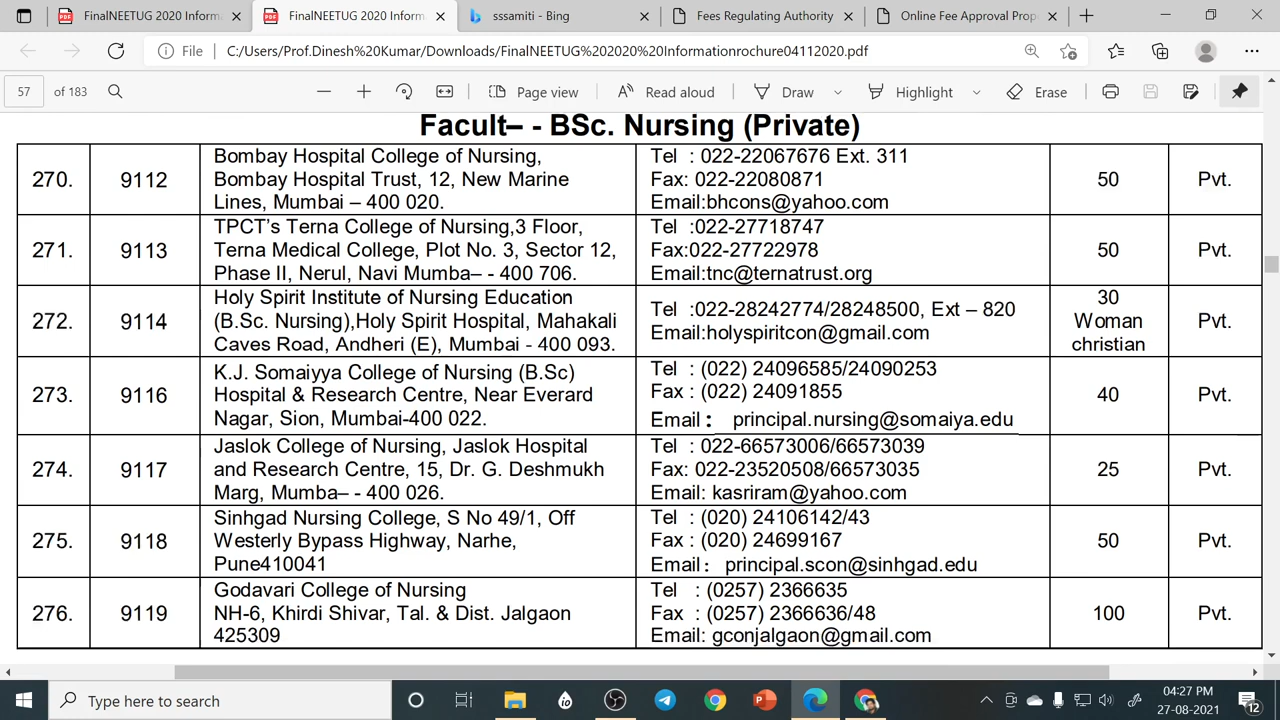 FinalNEETUG 2020 Inform
FinalNEETUG 2020 Inform
sssamiti - Bing
Fees Regulating Authority
Online Fee Approval Prop
File
C:/Users/Prof.Dinesh%20Kumar/Downloads/FinalNEETUG%202020%20Informationrochure04112020.pdf
57 of 183
Page view
Read aloud
Draw
Highlight
Erase
Facult– - BSc. Nursing (Private)
270. 9112 Bombay Hospital College of Nursing, Tel : 022-22067676 Ext. 311 50 Pvt.
Bombay Hospital Trust, 12, New Marine Fax: 022-22080871
Lines, Mumbai – 400 020. Email:bhcons@yahoo.com
271. 9113 TPCT's Terna College of Nursing,3 Floor, Tel :022-27718747 50 Pvt.
Terna Medical College, Plot No. 3, Sector 12, Fax:022-27722978
Phase II, Nerul, Navi Mumba– - 400 706. Email:tnc@ternatrust.org
272. 9114 Holy Spirit Institute of Nursing Education Tel :022-28242774/28248500, Ext – 820 30 Pvt.
(B.Sc. Nursing),Holy Spirit Hospital, Mahakali Email:holyspiritcon@gmail.com Woman
Caves Road, Andheri (E), Mumbai - 400 093. christian
273. 9116 K.J. Somaiyya College of Nursing (B.Sc) Tel : (022) 24096585/24090253 40 Pvt.
Hospital & Research Centre, Near Everard Fax : (022) 24091855
Nagar, Sion, Mumbai-400 022. Email : principal.nursing@somaiya.edu
274. 9117 Jaslok College of Nursing, Jaslok Hospital Tel : 022-66573006/66573039 25 Pvt.
and Research Centre, 15, Dr. G. Deshmukh Fax: 022-23520508/66573035
Marg, Mumba– - 400 026. Email: kasriram@yahoo.com
275. 9118 Sinhgad Nursing College, S No 49/1, Off Tel : (020) 24106142/43 50 Pvt.
Westerly Bypass Highway, Narhe, Fax : (020) 24699167
Pune410041 Email : principal.scon@sinhgad.edu
276. 9119 Godavari College of Nursing Tel : (0257) 2366635 100 Pvt.
NH-6, Khirdi Shivar, Tal. & Dist. Jalgaon Fax : (0257) 2366636/48
425309 Email: gconjalgaon@gmail.com
Type here to search
04:27 PM
27-08-2021
12